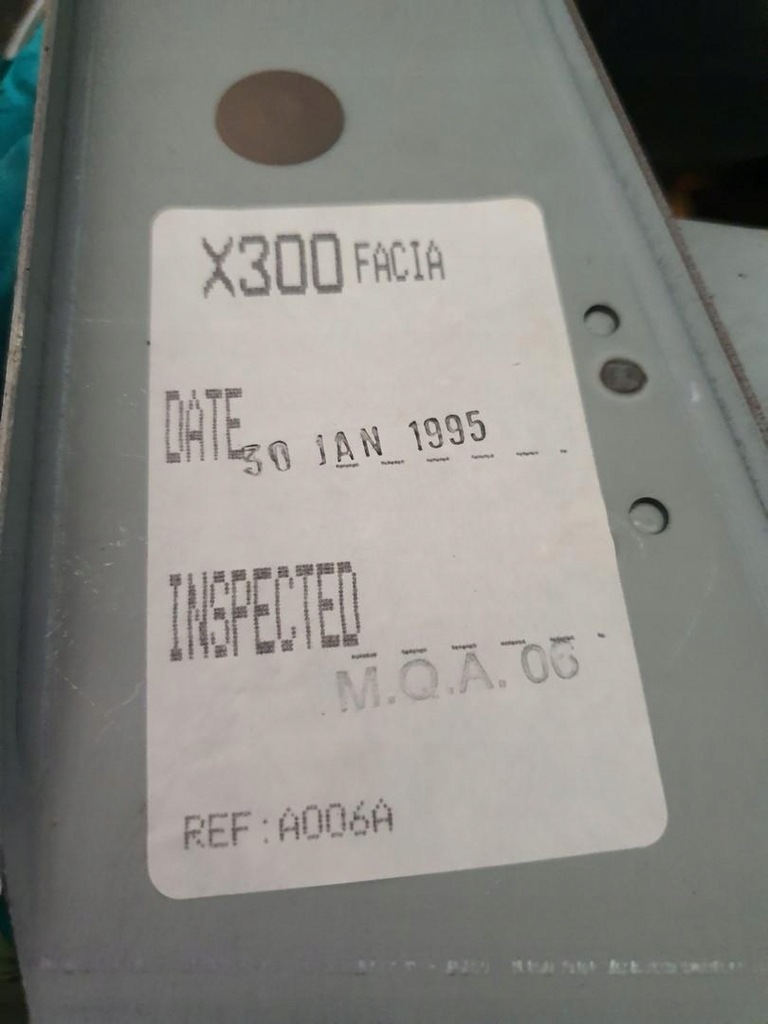 X300 FACIA
DATE 30 JAN 1995
INSPECTED
M.Q.A. 06
REF:A006A